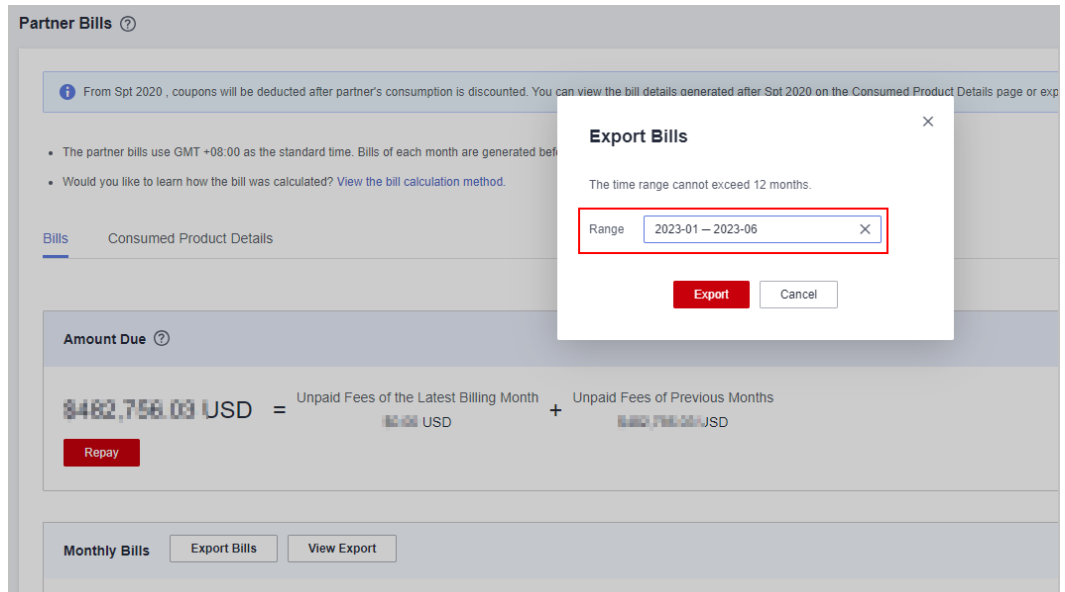 Partner Bills
From Spt 2020 , coupons will be deducted after partner's consumption is discounted. You can view the bill details generated after Spt 2020 on the Consumed Product Details page or exp
• The partner bills use GMT +08:00 as the standard time. Bills of each month are generated bef
• Would you like to learn how the bill was calculated? View the bill calculation method.
Bills Consumed Product Details
Export Bills
The time range cannot exceed 12 months.
Range 2023-01 — 2023-06
Export Cancel
Amount Due
USD = Unpaid Fees of the Latest Billing Month + Unpaid Fees of Previous Months
USD USD
Repay
Monthly Bills Export Bills View Export